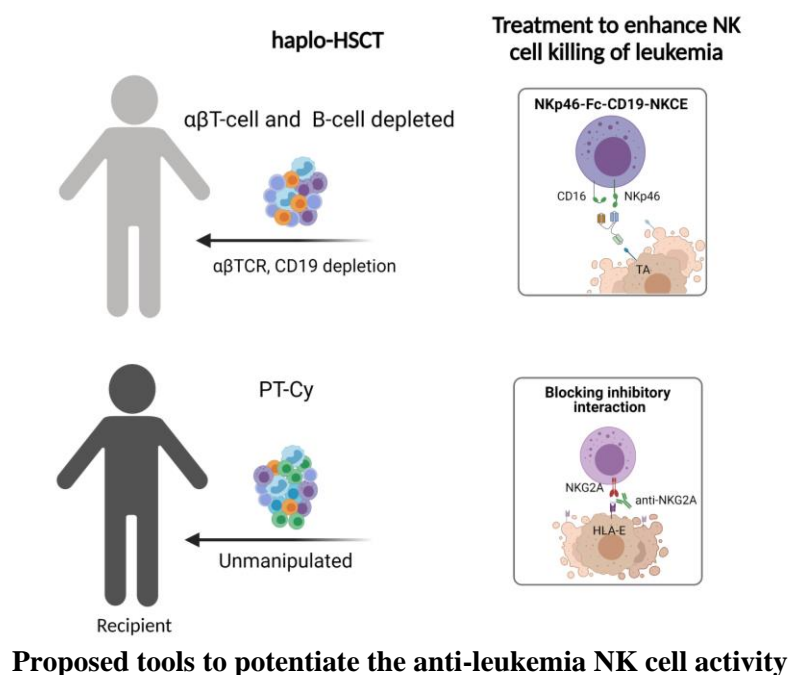 haplo-HSCT
Treatment to enhance NK
cell killing of leukemia
αβT-cell and B-cell depleted
αβTCR, CD19 depletion
NKp46-Fc-CD19-NKCE
CD16
NKp46
TA
PT-Cy
Unmanipulated
Recipient
Blocking inhibitory
interaction
NKG2A
anti-NKG2A
HLA-E
Proposed tools to potentiate the anti-leukemia NK cell activity